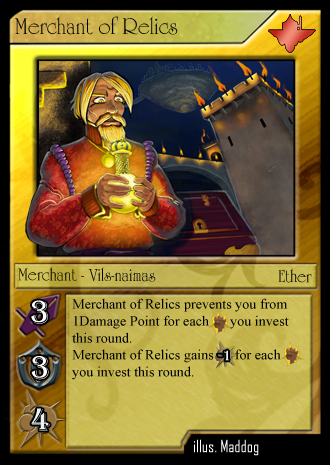 Merchant of Relics
Merchant - Vils-naimas Ether
3
Merchant of Relics prevents you from
1Damage Point for each you invest
this round.
3
Merchant of Relics gains -1 for each
you invest this round.
4
illus. Maddog